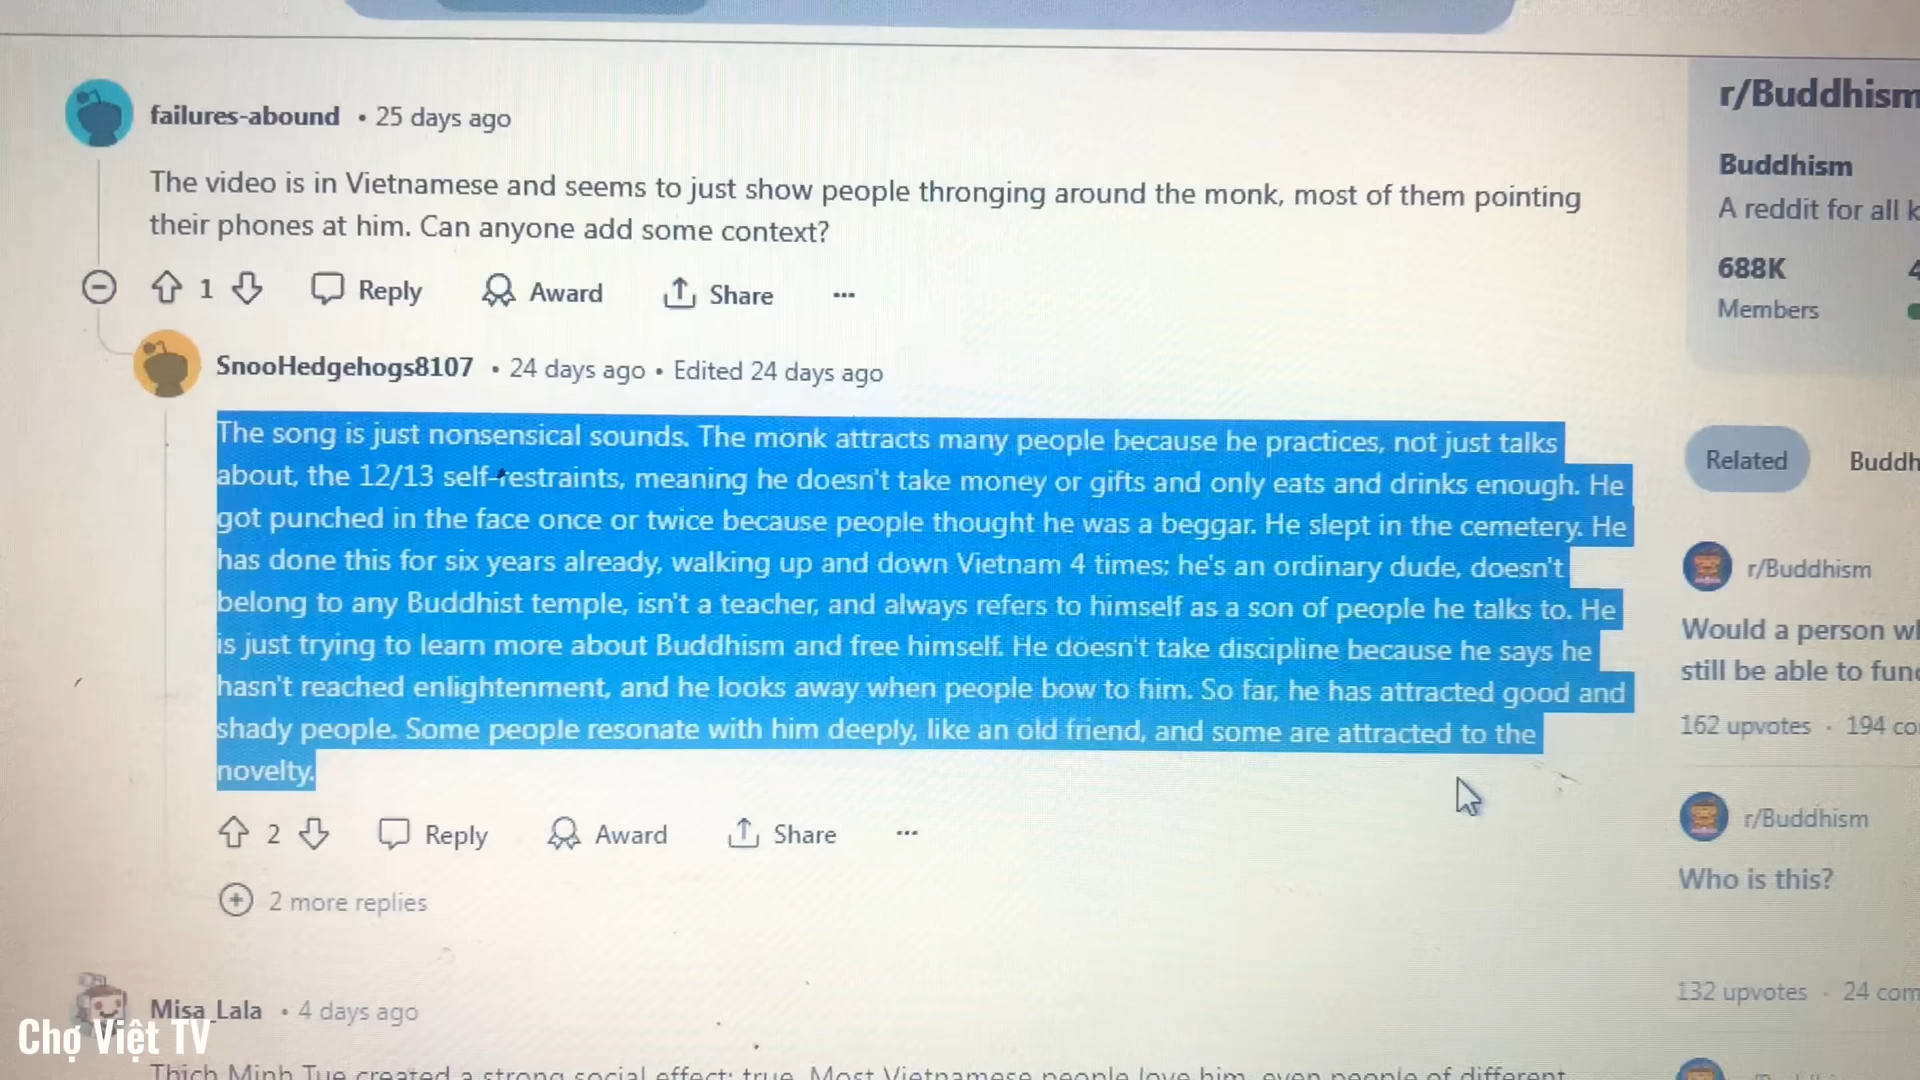 r/Buddhism
failures-abound • 25 days ago
The video is in Vietnamese and seems to just show people thronging around the monk, most of them pointing
their phones at him. Can anyone add some context?
1 Reply Award Share ...
Buddhism
A reddit for all
688K
Members
SnooHedgehogs8107 • 24 days ago • Edited 24 days ago
The song is just nonsensical sounds. The monk attracts many people because he practices, not just talks
about, the 12/13 self-restraints, meaning he doesn't take money or gifts and only eats and drinks enough. He
got punched in the face once or twice because people thought he was a beggar. He slept in the cemetery. He
has done this for six years already, walking up and down Vietnam 4 times; he's an ordinary dude, doesn't
belong to any Buddhist temple, isn't a teacher, and always refers to himself as a son of people he talks to. He
is just trying to learn more about Buddhism and free himself. He doesn't take discipline because he says he
hasn't reached enlightenment, and he looks away when people bow to him. So far, he has attracted good and
shady people. Some people resonate with him deeply, like an old friend, and some are attracted to the
novelty.
2 Reply Award Share ...
2 more replies
Related Buddh
r/Buddhism
Would a person
still be able to
162 upvotes · 194
r/Buddhism
Who is this?
132 upvotes · 24
Misa_Lala • 4 days ago
Chợ Việt TV
Thich Minh Tue created a strong social effect: true. Most Vietnamese people love him, even people of different